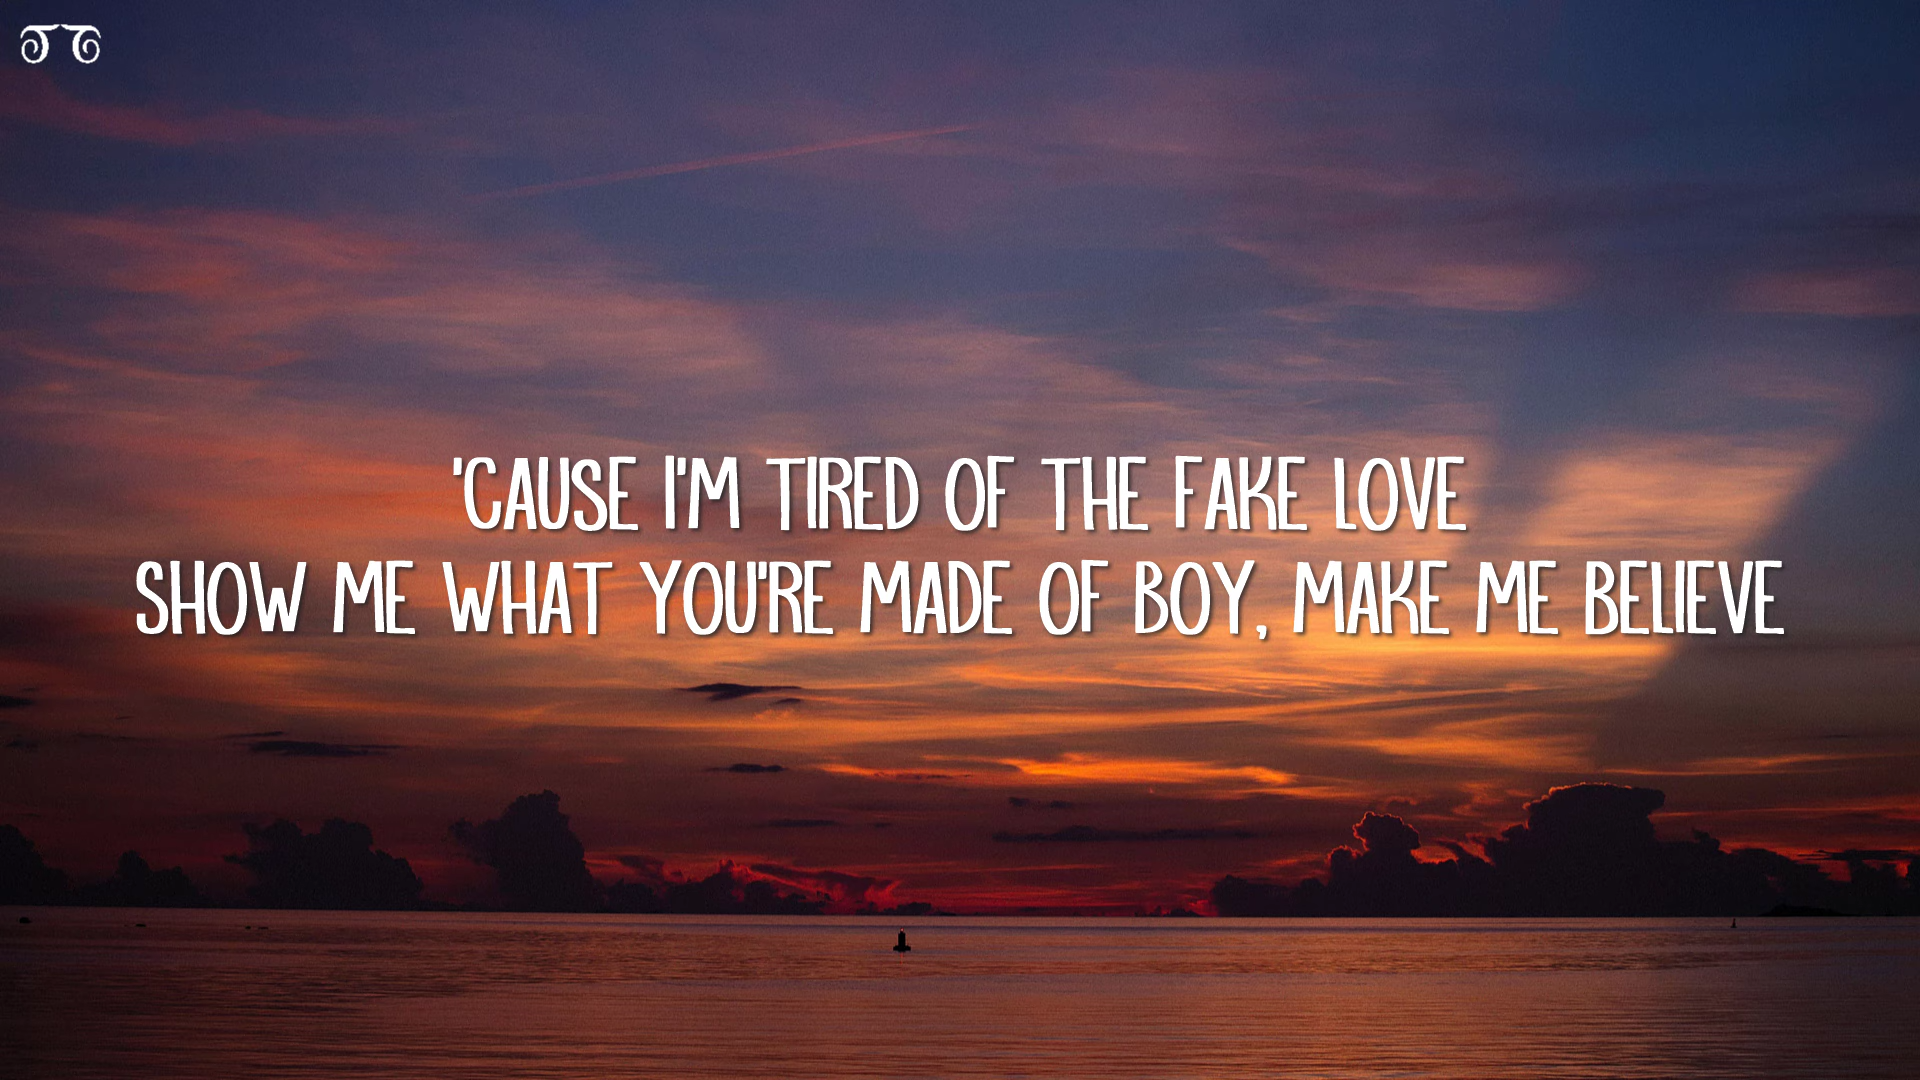 'CAUSE I'M TIRED OF THE FAKE LOVE
SHOW ME WHAT YOU'RE MADE OF BOY, MAKE ME BELIEVE